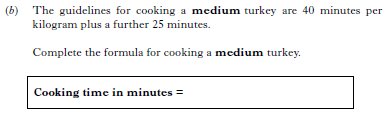 (b) The guidelines for cooking a medium turkey are 40 minutes per
kilogram plus a further 25 minutes.
Complete the formula for cooking a medium turkey.
Cooking time in minutes =